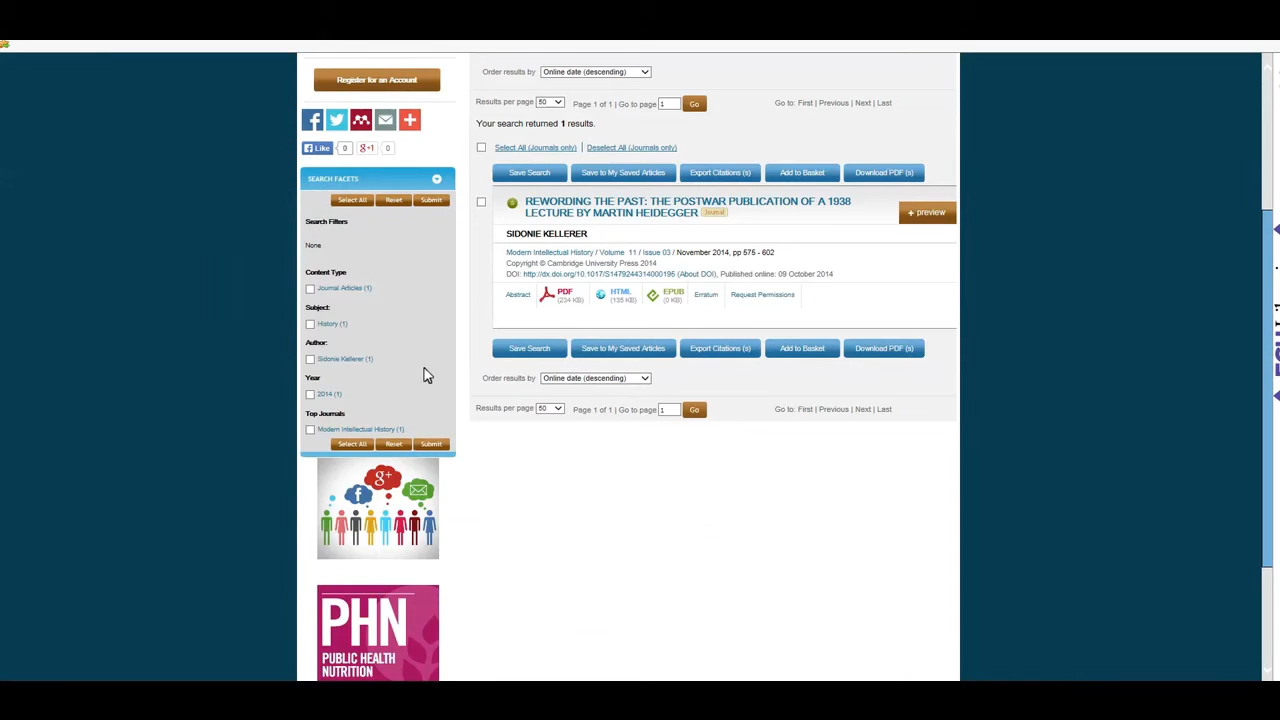 Register for an Account
Like 0 g+1 0
SEARCH FACETS
Select All Reset Submit
Search Filters
None
Content Type
Journal Articles (1)
Subject:
History (1)
Author:
Sidonie Kellerer (1)
Year
2014 (1)
Top Journals
Modern Intellectual History (1)
Select All Reset Submit
g+
PHN
PUBLIC HEALTH
NUTRITION
Order results by Online date (descending)
Results per page 50 Page 1 of 1 | Go to page 1 Go Go to: First | Previous | Next | Last
Your search returned 1 results.
Select All (Journals only) | Deselect All (Journals only)
Save Search Save to My Saved Articles Export Citations (s) Add to Basket Download PDF (s)
REWORDING THE PAST: THE POSTWAR PUBLICATION OF A 1938
LECTURE BY MARTIN HEIDEGGER Journal
+ preview
SIDONIE KELLERER
Modern Intellectual History / Volume 11 / Issue 03 / November 2014, pp 575 - 602
Copyright © Cambridge University Press 2014
DOI: http://dx.doi.org/10.1017/S1479244314000195 (About DOI), Published online: 09 October 2014
Abstract PDF (234 KB) HTML (135 KB) EPUB (0 KB) Erratum Request Permissions
Save Search Save to My Saved Articles Export Citations (s) Add to Basket Download PDF (s)
Order results by Online date (descending)
Results per page 50 Page 1 of 1 | Go to page 1 Go Go to: First | Previous | Next | Last